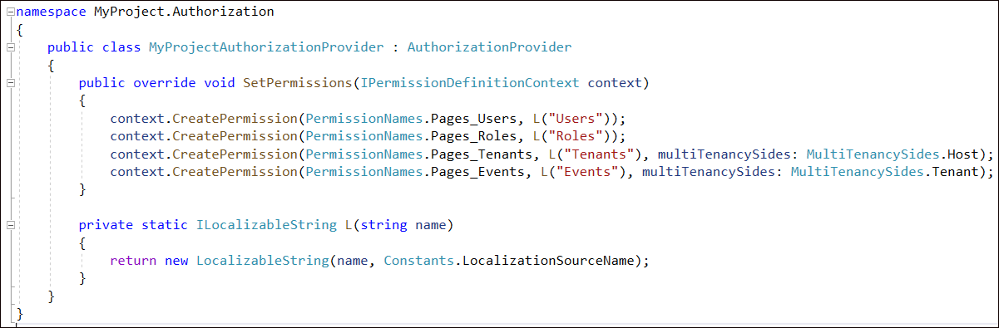 namespace MyProject.Authorization
{
    public class MyProjectAuthorizationProvider : AuthorizationProvider
    {
        public override void SetPermissions(IPermissionDefinitionContext context)
        {
            context.CreatePermission(PermissionNames.Pages_Users, L("Users"));
            context.CreatePermission(PermissionNames.Pages_Roles, L("Roles"));
            context.CreatePermission(PermissionNames.Pages_Tenants, L("Tenants"), multiTenancySides: MultiTenancySides.Host);
            context.CreatePermission(PermissionNames.Pages_Events, L("Events"), multiTenancySides: MultiTenancySides.Tenant);
        }

        private static ILocalizableString L(string name)
        {
            return new LocalizableString(name, Constants.LocalizationSourceName);
        }
    }
}